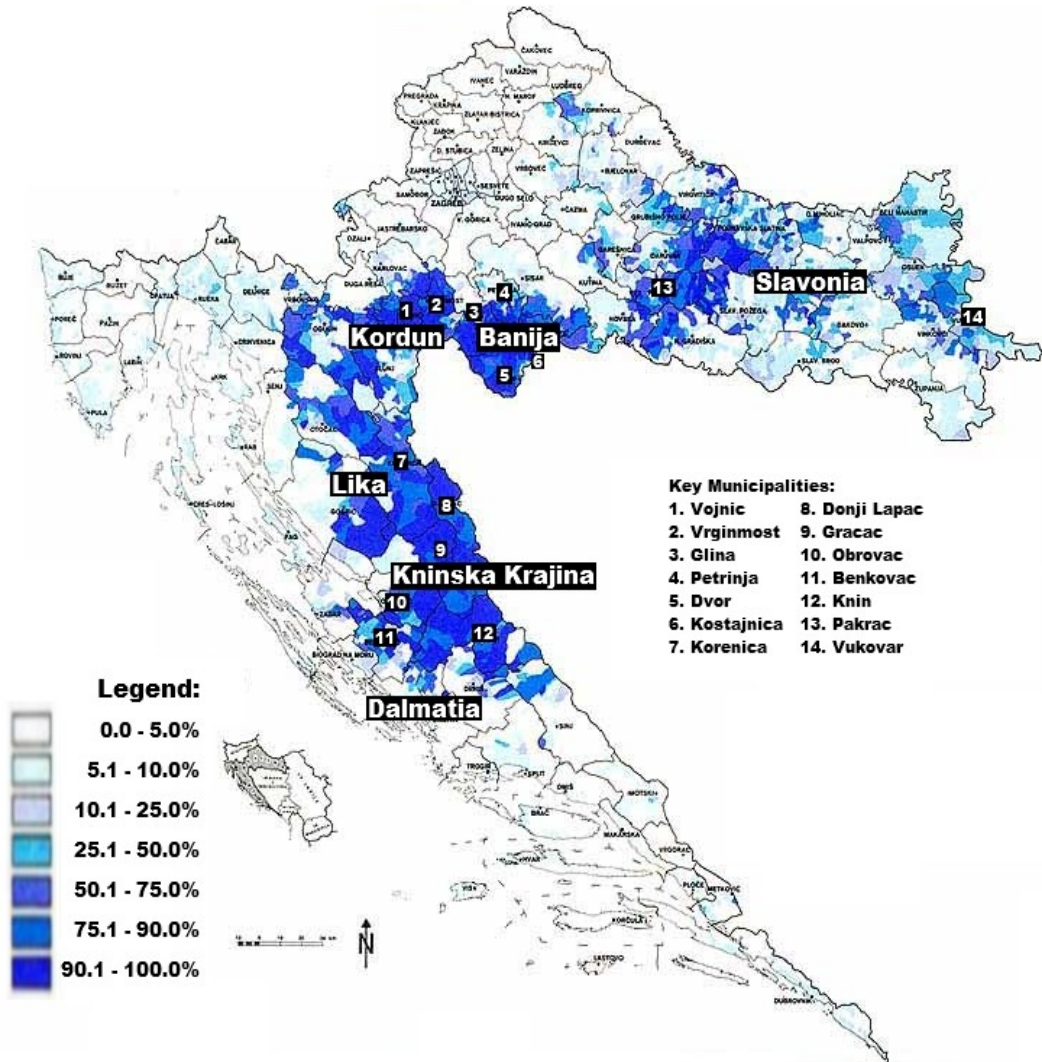 ČAKOVEC
VARAŽDIN
IVANEC
LUDBREG
PREGRADA
N. MAROF
KRAPINA
KOPRIVNICA
KLANJEC
ZLATAR-BISTRICA
ZABOK
KRIŽEVCI
ĐURĐEVAC
D. STUBICA
ZELINA
ZAPREŠIĆ
VRBOVEC
BJELOVAR
SESVETE
VIROVITICA
SAMOBOR
ZAGREB
DUGO SELO
ČAZMA
GRUBIŠNO POLJE
D. MIHOLJAC
BELI MANASTIR
V. GORICA
IVANIĆ-GRAD
PODRAVSKA SLATINA
JASTREBARSKO
VALPOVO
OZALJ
GAREŠNICA
DARUVAR
ČABAR
KARLOVAC
SISAK
OSIJEK
BUJE
BUZET
OPATIJA
RIJEKA
DELNICE
VRBOVSKO
DUGA RESA
KUTINA
Slavonia
13
14
1
2
3
4
POREČ
PAZIN
OGULIN
NOVSKA
SLAV. POŽEGA
ĐAKOVO
VINKOVCI
Kordun
Banija
CRIKVENICA
N. GRADIŠKA
ROVINJ
LABIN
SLUNJ
6
5
SLAV. BROD
KRK
SENJ
ŽUPANJA
PULA
OTOČAC
RAB
7
Lika
CRES-LOŠINJ
GOSPIĆ
8
PAG
9
Kninska Krajina
10
ZADAR
11
12
BIOGRAD NA MORU
DRNIŠ
Dalmatia
SINJ
TROGIR
SPLIT
OMIŠ
IMOTSKI
BRAČ
MAKARSKA
HVAR
VRGORAC
VIS
PLOČE
METKOVIĆ
KORČULA
LASTOVO
DUBROVNIK
Key Municipalities:
1. Vojnic 8. Donji Lapac
2. Vrginmost 9. Gracac
3. Glina 10. Obrovac
4. Petrinja 11. Benkovac
5. Dvor 12. Knin
6. Kostajnica 13. Pakrac
7. Korenica 14. Vukovar
Legend:
0.0 - 5.0%
5.1 - 10.0%
10.1 - 25.0%
25.1 - 50.0%
50.1 - 75.0%
75.1 - 90.0%
90.1 - 100.0%
N